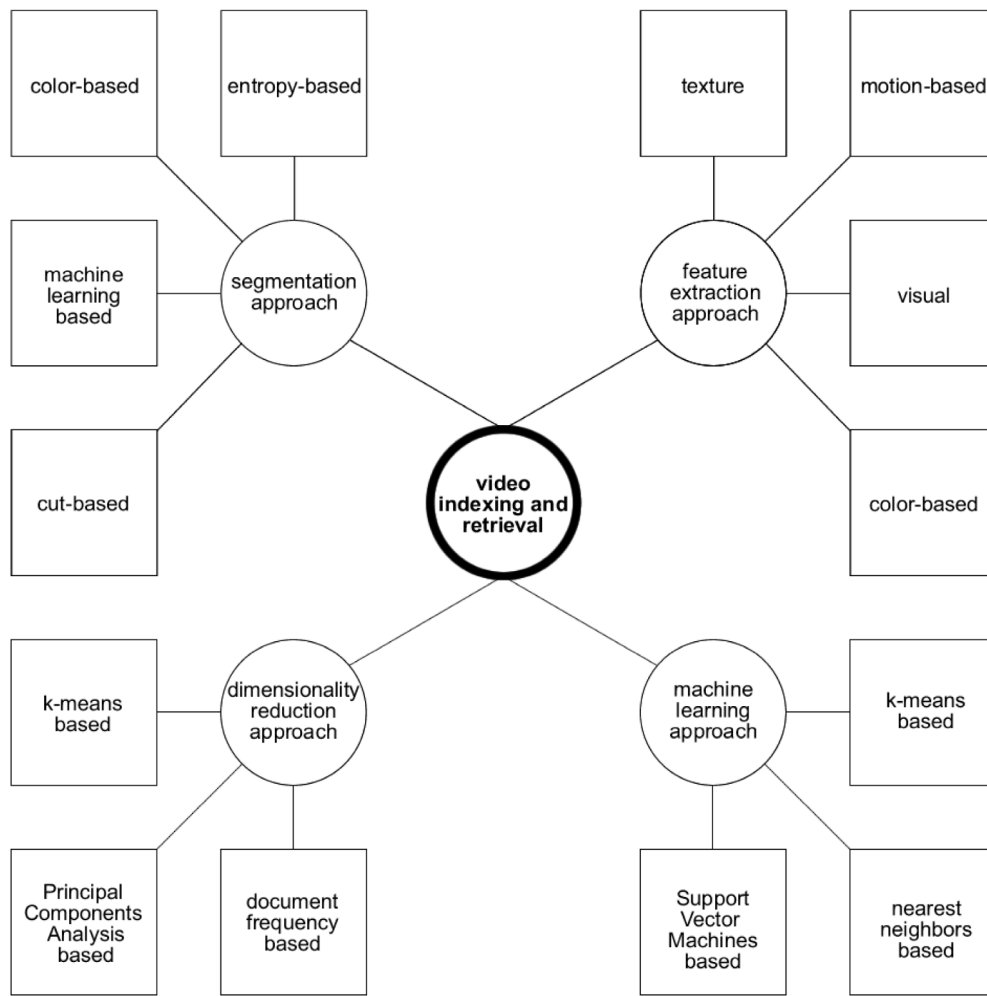 color-based
entropy-based
texture
motion-based
machine
learning
based
segmentation
approach
feature
extraction
approach
visual
cut-based
video
indexing and
retrieval
color-based
k-means
based
dimensionality
reduction
approach
machine
learning
approach
k-means
based
Principal
Components
Analysis
based
document
frequency
based
Support
Vector
Machines
based
nearest
neighbors
based